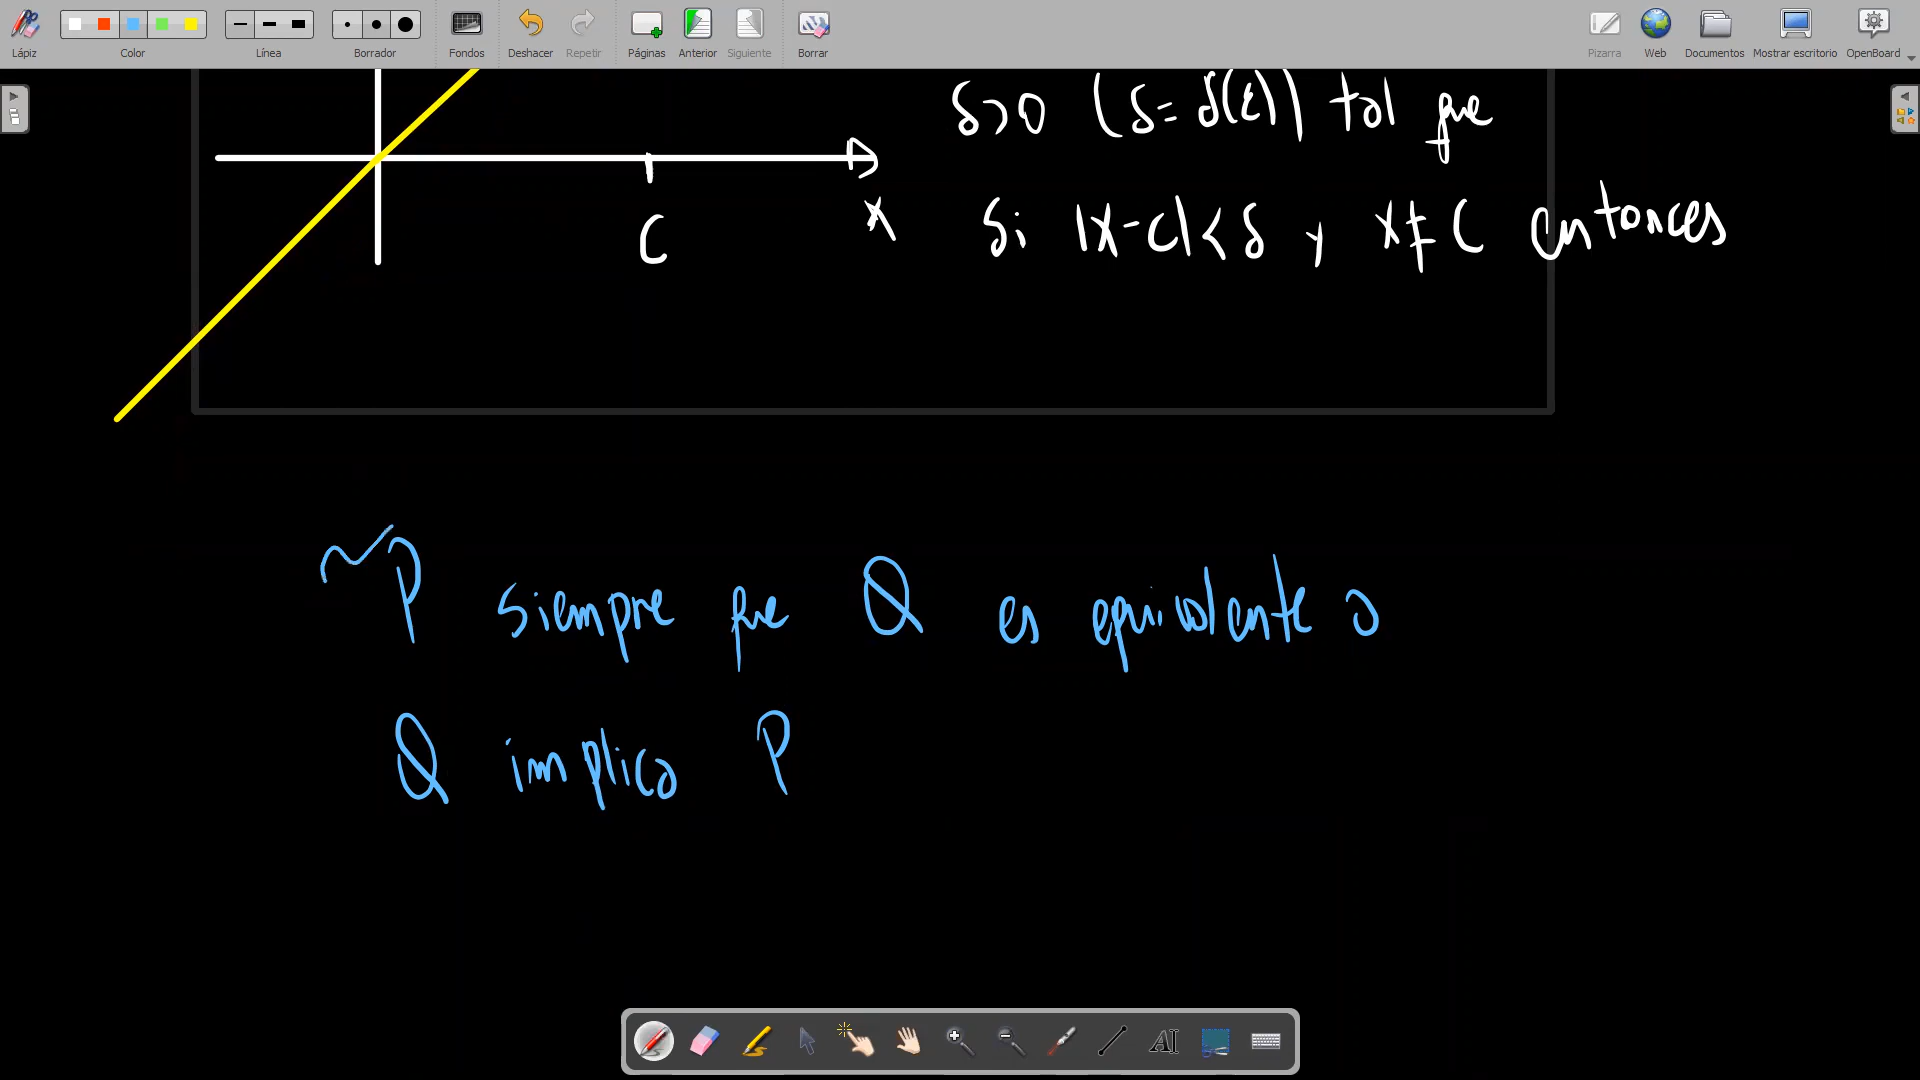 Lápiz Color Línea Borrador Fondos Deshacer Repetir Páginas Anterior Siguiente Borrar Pizarra Web Documentos Mostrar escritorio OpenBoard
δ>0 (δ=δ(ε)) tal que
Si |x-c|<δ y x≠c entonces
C x
~P siempre que Q es equivalente a
Q implica P
AI